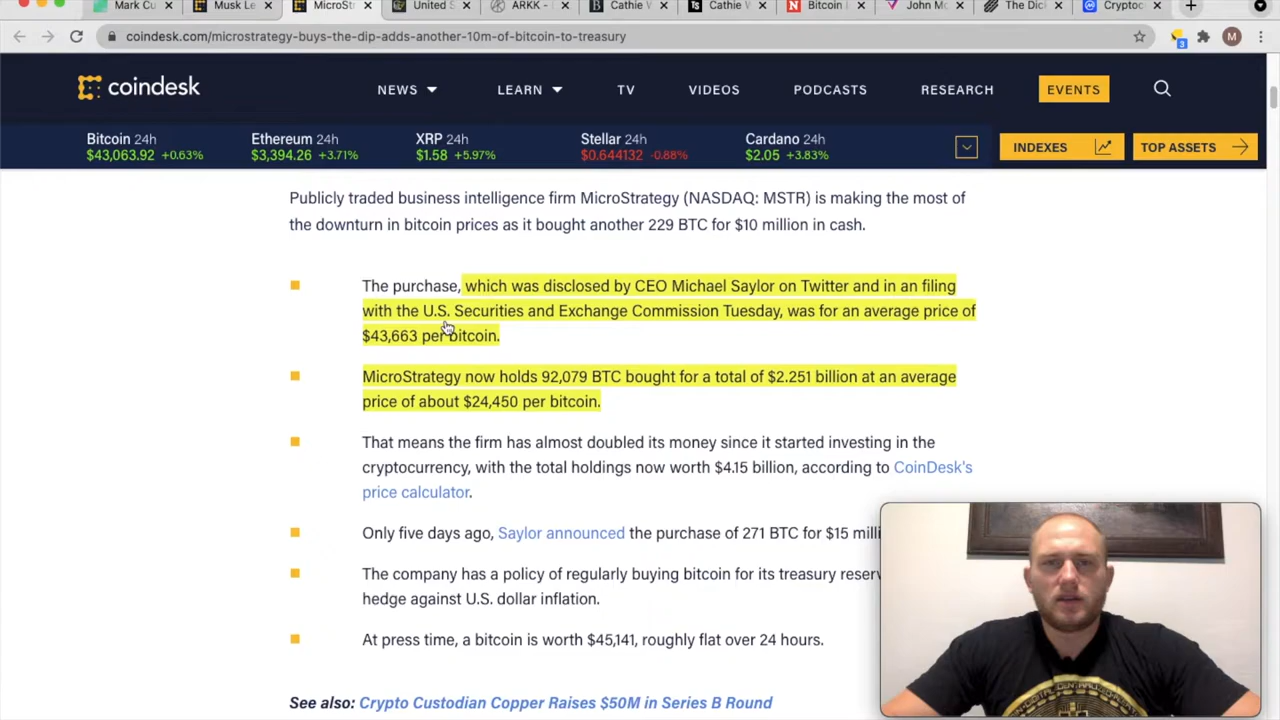 Mark Cu
Musk Le
MicroStr
United S
ARKK -
Cathie W
Cathie W
Bitcoin
John Mc
The Dic
Cryptoc
coindesk.com/microstrategy-buys-the-dip-adds-another-10m-of-bitcoin-to-treasury
3
M
coindesk
NEWS
LEARN
TV
VIDEOS
PODCASTS
RESEARCH
EVENTS
Bitcoin 24h
$43,063.92 +0.63%
Ethereum 24h
$3,394.26 +3.71%
XRP 24h
$1.58 +5.97%
Stellar 24h
$0.644132 -0.88%
Cardano 24h
$2.05 +3.83%
INDEXES
TOP ASSETS
Publicly traded business intelligence firm MicroStrategy (NASDAQ: MSTR) is making the most of
the downturn in bitcoin prices as it bought another 229 BTC for $10 million in cash.
The purchase, which was disclosed by CEO Michael Saylor on Twitter and in an filing
with the U.S. Securities and Exchange Commission Tuesday, was for an average price of
$43,663 per bitcoin.
MicroStrategy now holds 92,079 BTC bought for a total of $2.251 billion at an average
price of about $24,450 per bitcoin.
That means the firm has almost doubled its money since it started investing in the
cryptocurrency, with the total holdings now worth $4.15 billion, according to CoinDesk's
price calculator.
Only five days ago, Saylor announced the purchase of 271 BTC for $15 milli
The company has a policy of regularly buying bitcoin for its treasury reserv
hedge against U.S. dollar inflation.
At press time, a bitcoin is worth $45,141, roughly flat over 24 hours.
See also: Crypto Custodian Copper Raises $50M in Series B Round